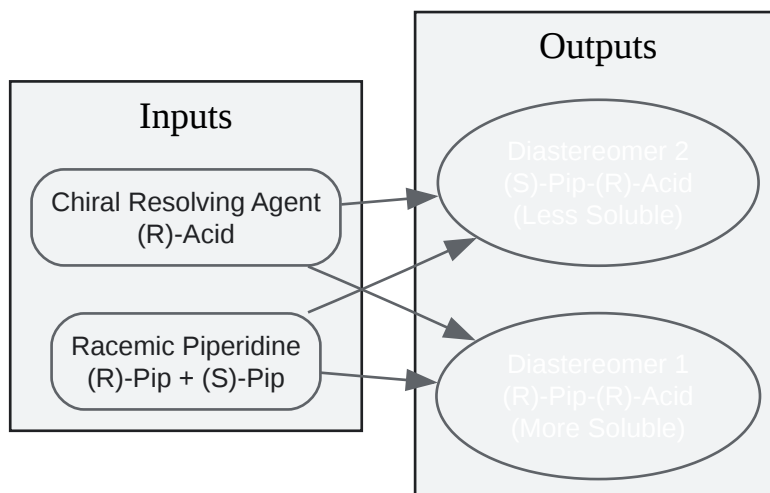 Inputs
Chiral Resolving Agent
(R)-Acid
Racemic Piperidine
(R)-Pip + (S)-Pip
Outputs
Diastereomer 2
(S)-Pip-(R)-Acid
(Less Soluble)
Diastereomer 1
(R)-Pip-(R)-Acid
(More Soluble)